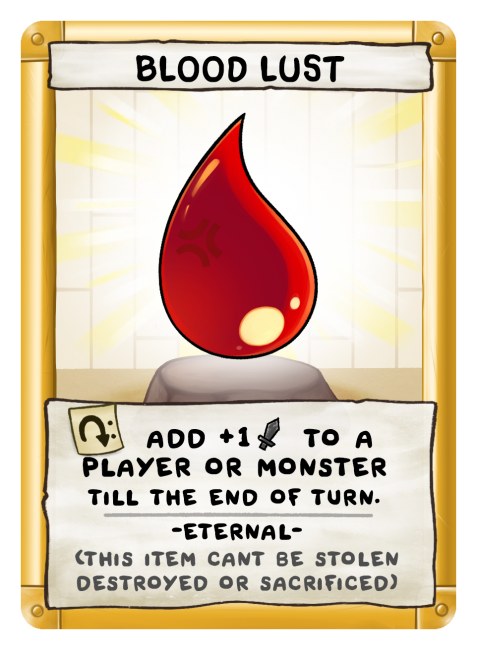 BLOOD LUST
ADD +1 TO A
PLAYER OR MONSTER
TILL THE END OF TURN.
-ETERNAL-
(THIS ITEM CANT BE STOLEN
DESTROYED OR SACRIFICED)